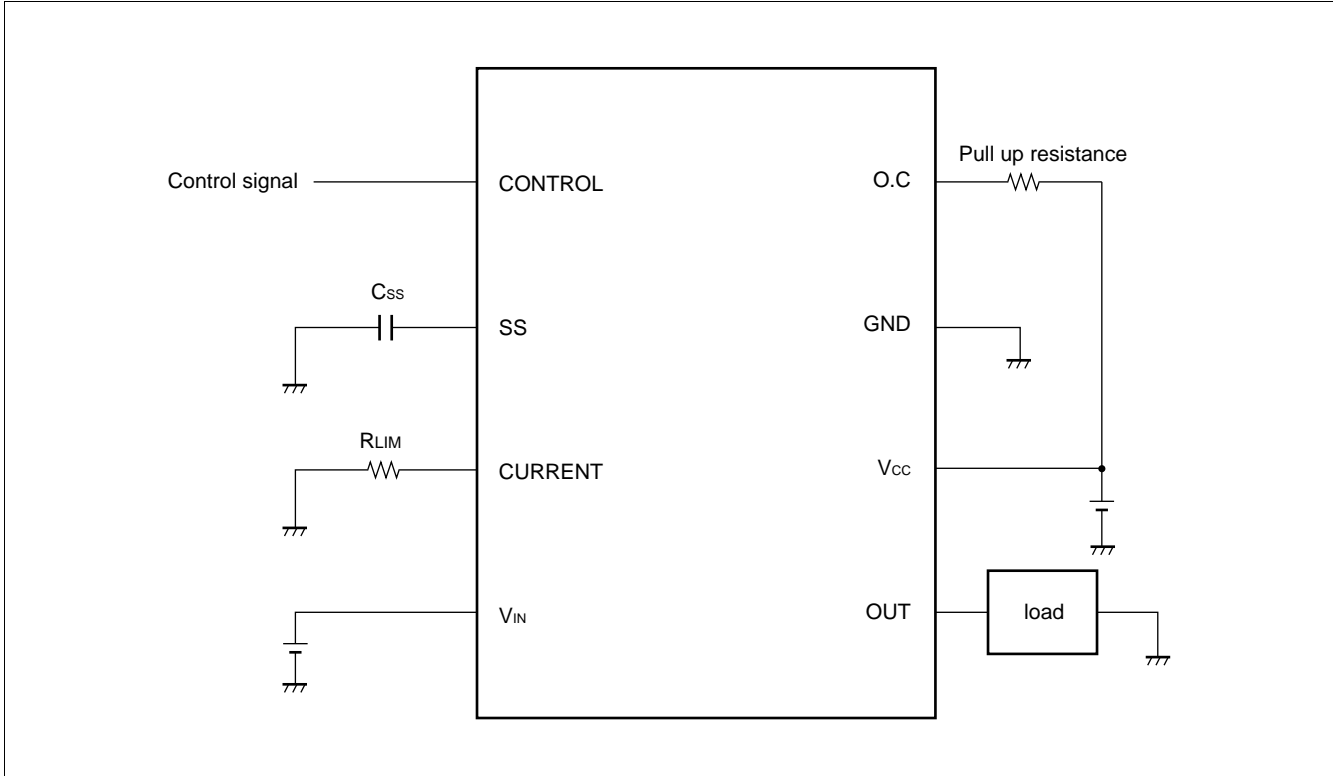 Control signal
CONTROL
O.C
Pull up resistance
CSS
SS
GND
RLIM
CURRENT
VCC
VIN
OUT
load